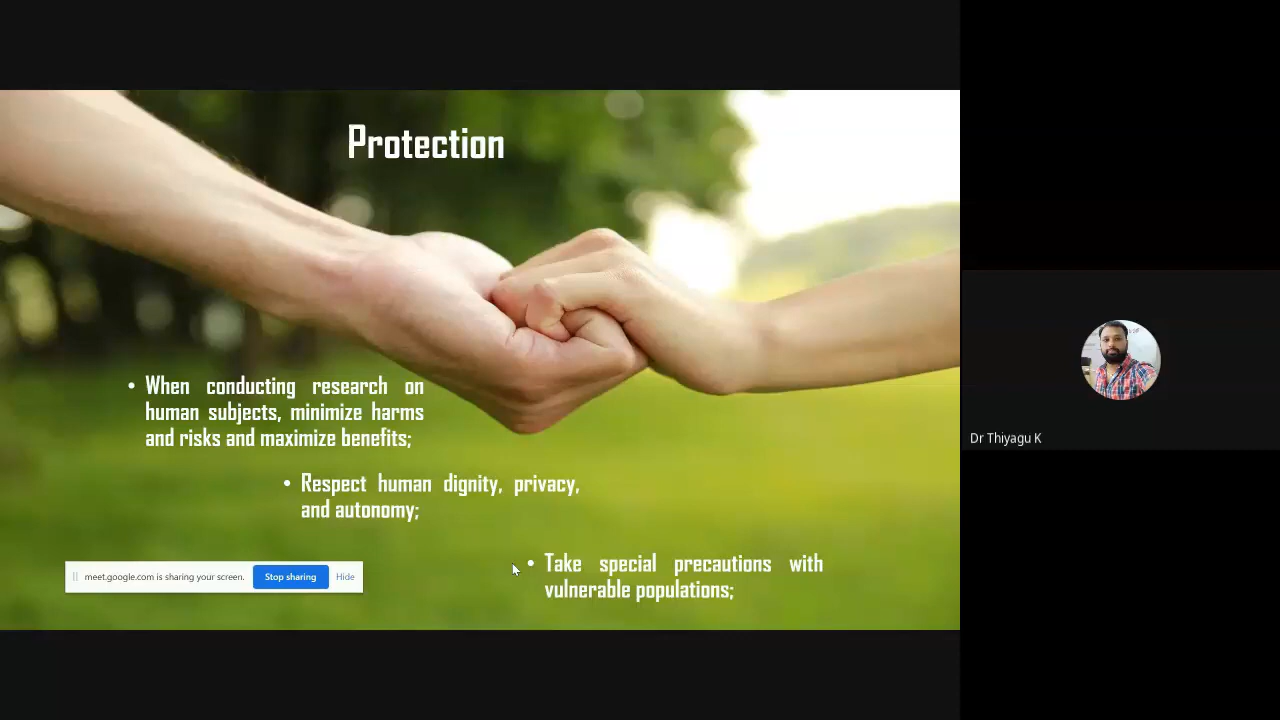 Protection
• When conducting research on
human subjects, minimize harms
and risks and maximize benefits;
• Respect human dignity, privacy,
and autonomy;
• Take special precautions with
vulnerable populations;
meet.google.com is sharing your screen. Stop sharing Hide
Dr Thiyagu K